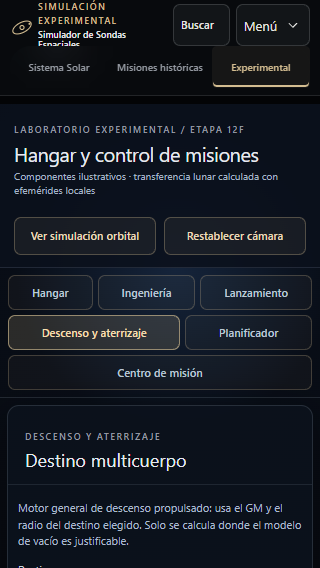 SIMULACIÓN
EXPERIMENTAL
Simulador de Sondas
Espaciales
Buscar
Menú
Sistema Solar
Misiones históricas
Experimental
LABORATORIO EXPERIMENTAL / ETAPA 12F
Hangar y control de misiones
Componentes ilustrativos · transferencia lunar calculada con
efemérides locales
Ver simulación orbital
Restablecer cámara
Hangar
Ingeniería
Lanzamiento
Descenso y aterrizaje
Planificador
Centro de misión
DESCENSO Y ATERRIZAJE
Destino multicuerpo
Motor general de descenso propulsado: usa el GM y el
radio del destino elegido. Solo se calcula donde el modelo
de vacío es justificable.